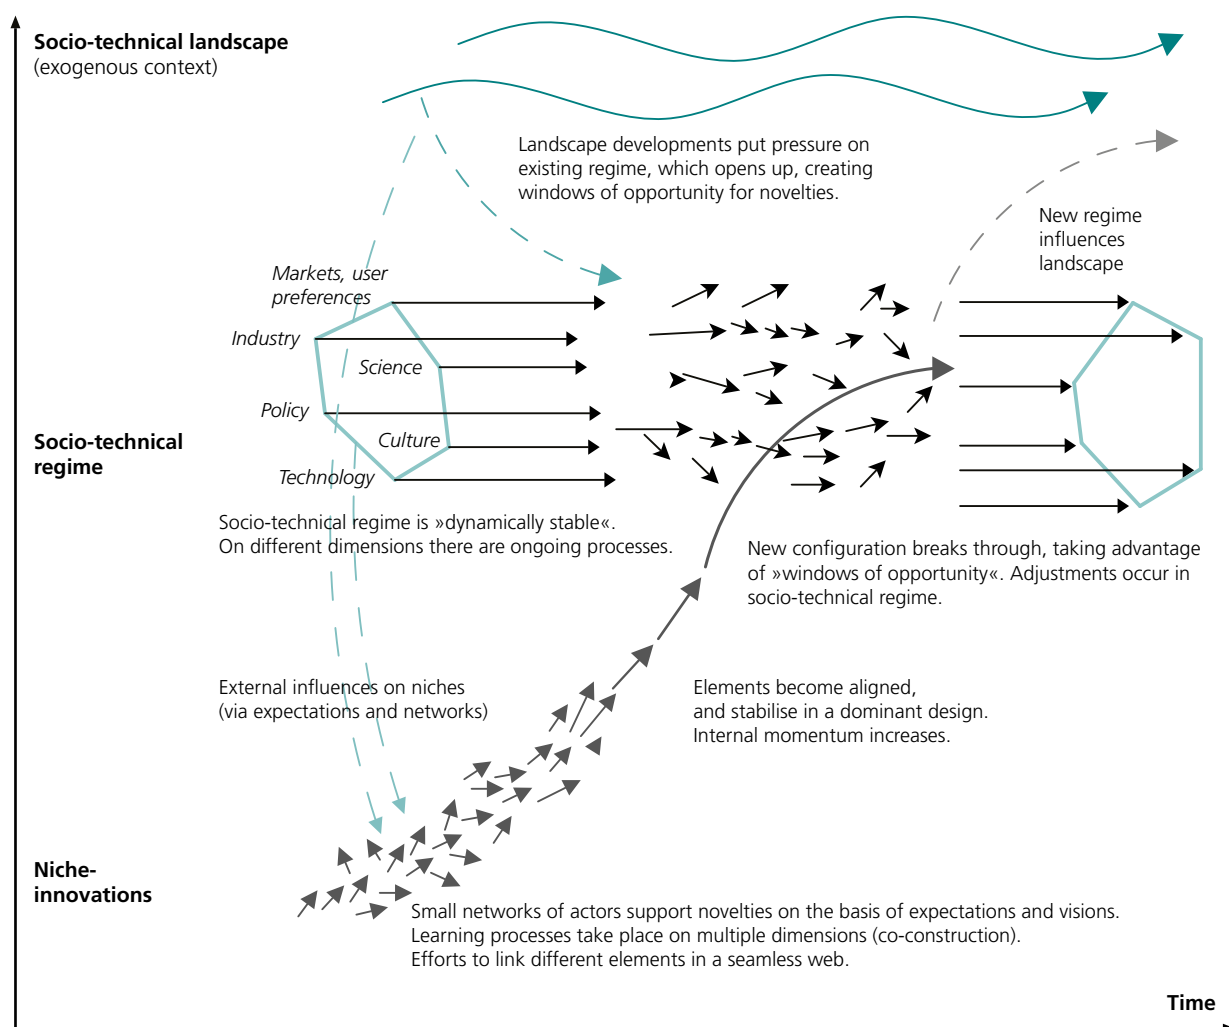 Socio-technical landscape
(exogenous context)
Landscape developments put pressure on
existing regime, which opens up, creating
windows of opportunity for novelties.
New regime
influences
landscape
Markets, user
preferences
Industry
Science
Policy
Culture
Technology
Socio-technical
regime
Socio-technical regime is »dynamically stable«.
On different dimensions there are ongoing processes.
New configuration breaks through, taking advantage
of »windows of opportunity«. Adjustments occur in
socio-technical regime.
External influences on niches
(via expectations and networks)
Elements become aligned,
and stabilise in a dominant design.
Internal momentum increases.
Niche-
innovations
Small networks of actors support novelties on the basis of expectations and visions.
Learning processes take place on multiple dimensions (co-construction).
Efforts to link different elements in a seamless web.
Time